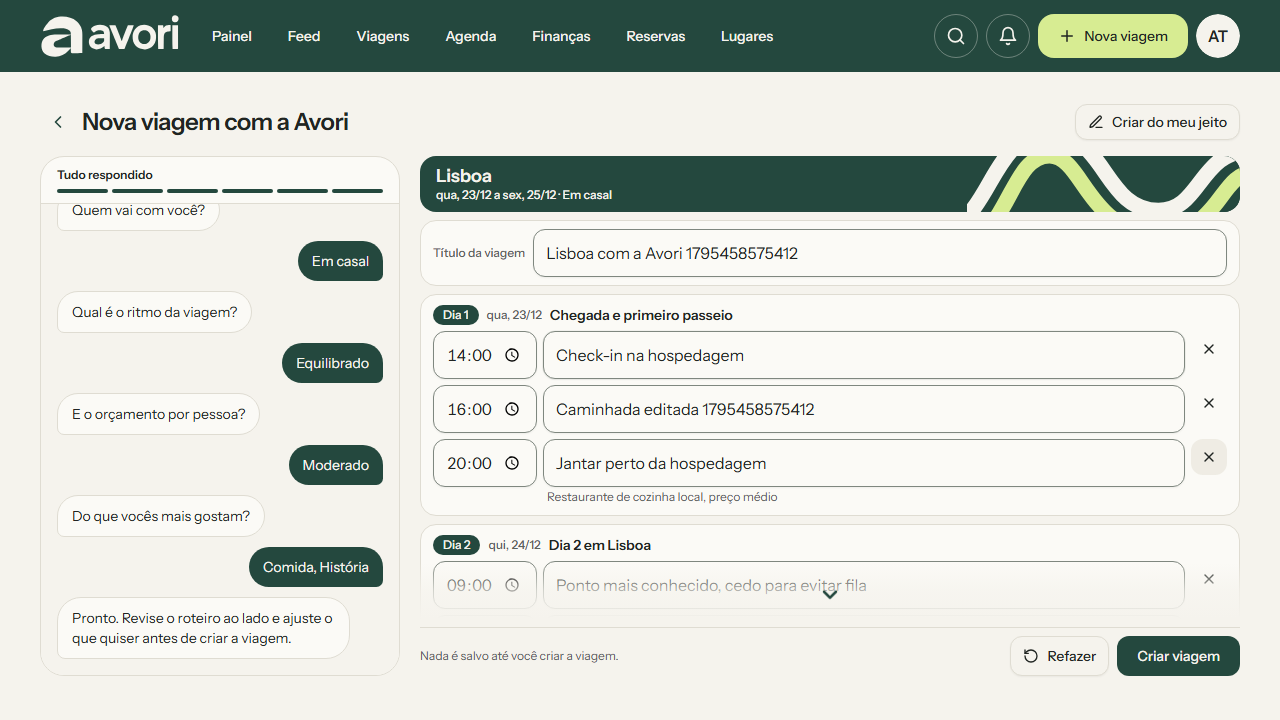 a avori
Painel
Feed
Viagens
Agenda
Finanças
Reservas
Lugares
Nova viagem
AT
Nova viagem com a Avori
Criar do meu jeito
Tudo respondido
Quem vai com você?
Em casal
Qual é o ritmo da viagem?
Equilibrado
E o orçamento por pessoa?
Moderado
Do que vocês mais gostam?
Comida, História
Pronto. Revise o roteiro ao lado e ajuste o
que quiser antes de criar a viagem.
Lisboa
qua, 23/12 a sex, 25/12 · Em casal
Título da viagem
Lisboa com a Avori 1795458575412
Dia 1 qua, 23/12 Chegada e primeiro passeio
14:00 Check-in na hospedagem
16:00 Caminhada editada 1795458575412
20:00 Jantar perto da hospedagem
Restaurante de cozinha local, preço médio
Dia 2 qui, 24/12 Dia 2 em Lisboa
09:00 Ponto mais conhecido, cedo para evitar fila
Nada é salvo até você criar a viagem.
Refazer
Criar viagem